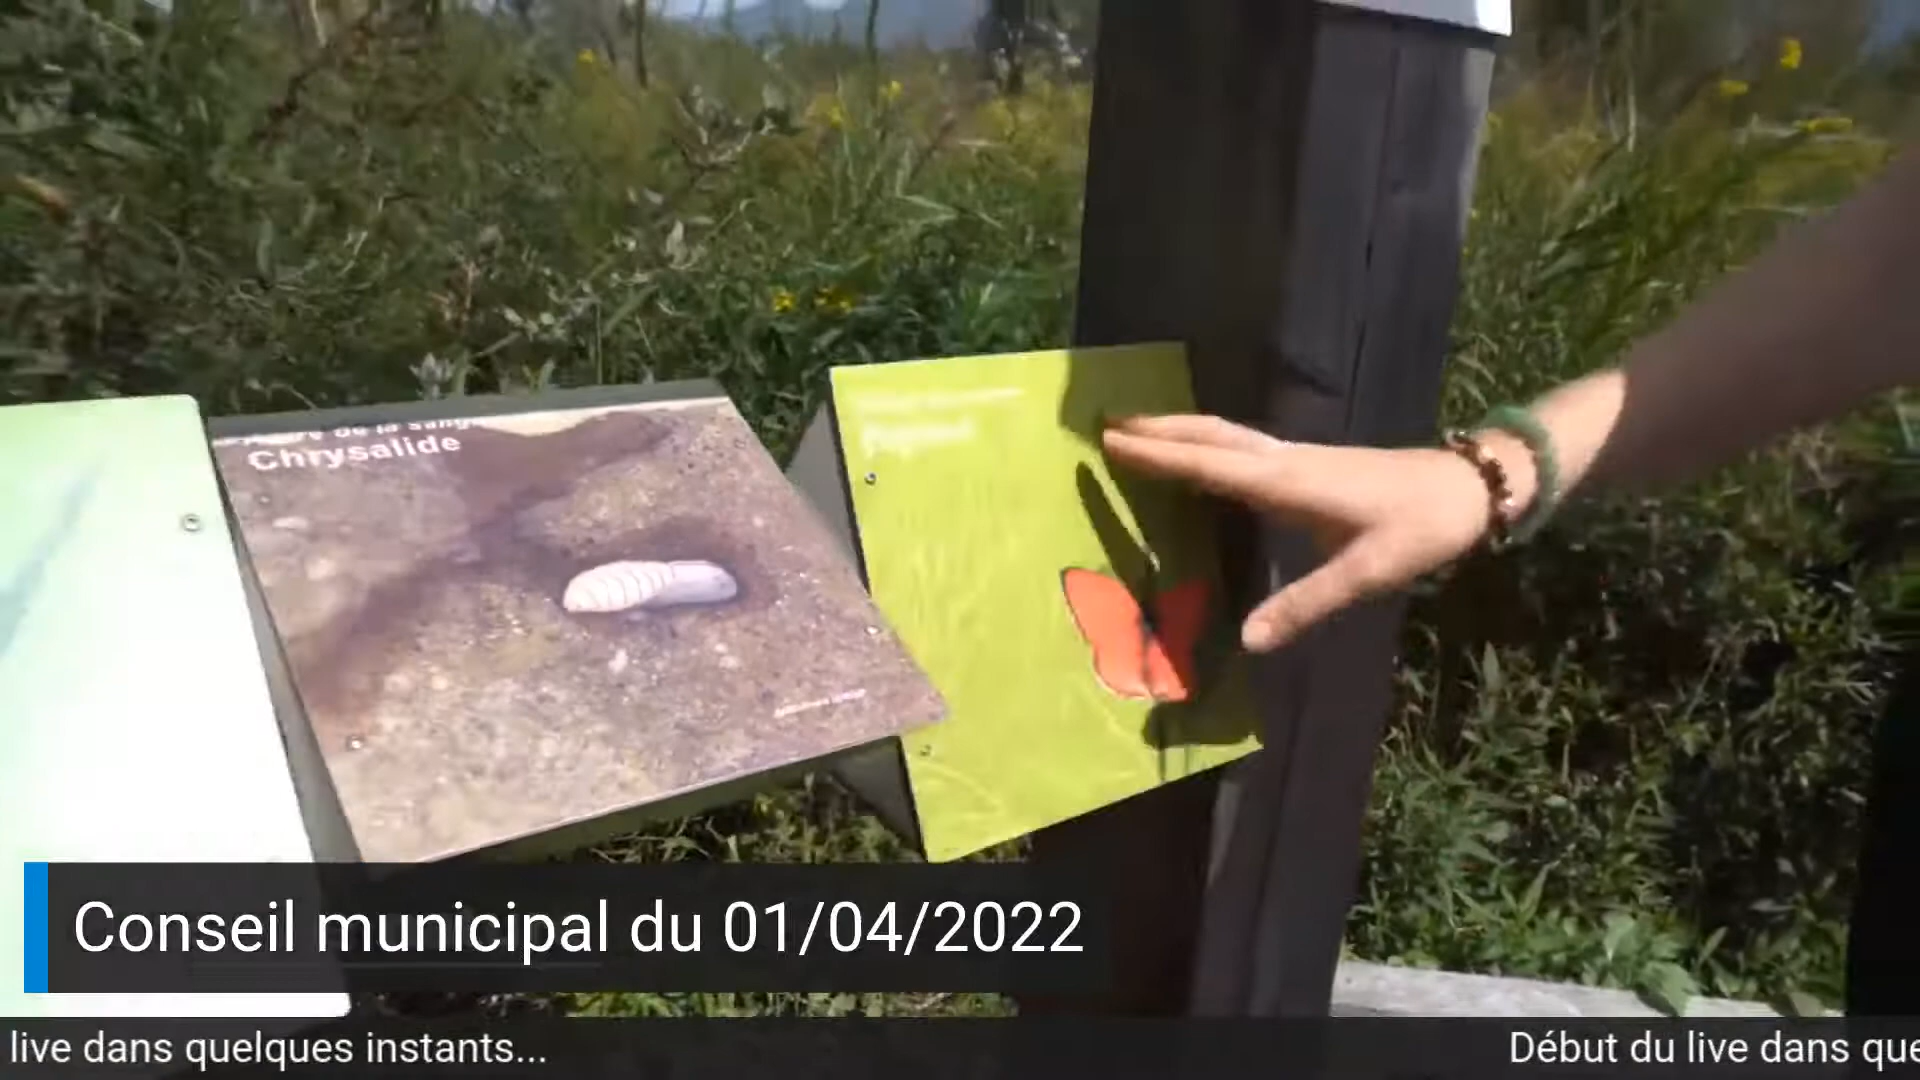 Chrysalide
Conseil municipal du 01/04/2022
live dans quelques instants...
Début du live dans que